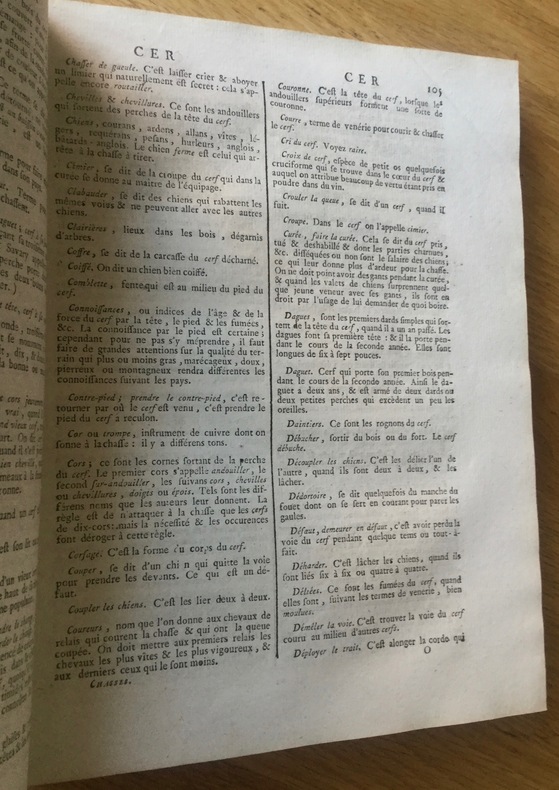 CER
Chasser de gueule. C'est laisser crier & aboyer
un limier qui naturellement est secret : cela s'ap-
pelle encore routailler.
Chevilles & chevillures. Ce sont les andouillers
qui sortent des perches de la tête du cerf.
Chiens, courans, ardens, allans, vites, lé-
gers, requérans, pesans, hurleurs, anglois,
bâtards-anglois. Le chien ferme est celui qui ar-
rête à la chasse à tirer.
Cimier, se dit de la croupe du cerf qui dans la
curée se donne au maître de l'équipage.
Clabauder, se dit des chiens qui rabattent les
mêmes voies & ne peuvent aller avec les autres
chiens.
Clairières, lieux dans les bois, dégarnis
d'arbres.
Coffre, se dit de la carcasse du cerf décharné.
Coiffé. On dit un chien bien coiffé.
Comblette, fente qui est au milieu du pied du
cerf.
Connoissances, ou indices de l'âge & de la
force du cerf par la tête, le pied & les fumées,
&c. La connoissance par le pied est certaine;
cependant pour ne pas s'y méprendre, il faut
faire de grandes attentions sur la qualité du ter-
rain qui plus ou moins gras, marécageux, doux,
pierreux ou montagneux rendra différentes les
connoissances suivant les pays.
Contre-pied; prendre le contre-pied, c'est re-
tourner par où le cerf est venu, c'est prendre le
pied du cerf à reculon.
Cor ou trompe, instrument de cuivre dont on
sonne à la chasse : il y a différens tons.
Cors; ce sont les cornes sortant de la perche
du cerf. Le premier cors s'appelle andouiller, le
second sur-andouiller, les suivans cors, chevilles
ou chevillures, doigts ou épois. Tels sont les dif-
férens noms que les auteurs leur donnent. La
règle est de n'attaquer à la chasse que les cerfs
de dix-cors; mais la nécessité & les occurences
font déroger à cette règle.
Corsage. C'est la forme du corps du cerf.
Couper, se dit d'un chien qui quitte la voie
pour prendre les devants. Ce qui est un dé-
faut.
Coupler les chiens. C'est les lier deux à deux.
Coureurs, nom que l'on donne aux chevaux de
relais qui courent la chasse & qui ont la queue
coupée. On doit mettre aux premiers relais les
chevaux les plus vites & les plus vigoureux, &
aux derniers ceux qui le sont moins.
CHASSES.
CER 105
Couronne. C'est la tête du cerf, lorsque les
andouillers supérieurs forment une sorte de
couronne.
Courre, terme de venérie pour courir & chasser
le cerf.
Cri du cerf. Voyez raire.
Croix de cerf, espèce de petit os quelquefois
cruciforme qui se trouve dans le cœur du cerf &
auquel on attribue beaucoup de vertu étant pris en
poudre dans du vin.
Crouler la queue, se dit d'un cerf, quand il
fuit.
Croupe. Dans le cerf on l'appelle cimier.
Curée, faire la curée. Cela se dit du cerf pris,
tué & deshabillé & dont les parties charnues,
&c. disséquées ou non sont le salaire des chiens;
ce qui leur donne plus d'ardeur pour la chasse.
On ne doit point avoir des gants pendant la curée,
& quand les valets de chiens surprennent quel-
que jeune veneur avec ses gants, ils sont en
droit par l'usage de lui demander de quoi boire.
Dagues, sont les premiers dards simples qui sor-
tent de la tête du cerf, quand il a un an passé. Les
dagues font sa première tête : & il la porte pen-
dant le cours de la seconde année. Elles sont
longues de six à sept pouces.
Daguet. Cerf qui porte son premier bois pen-
dant le cours de la seconde année. Ainsi le da-
guet a deux ans, & est armé de deux dards ou
deux petites perches qui excèdent un peu les
oreilles.
Daintiers. Ce sont les rognons du cerf.
Débucher, sortir du bois ou du fort. Le cerf
débuche.
Découpler les chiens. C'est les délier l'un de
l'autre, quand ils sont deux à deux, & les
lâcher.
Dédortoire, se dit quelquefois du manche du
fouet dont on se sert en courant pour parer les
gaules.
Défaut, demeurer en défaut, c'est avoir perdu la
voie du cerf pendant quelque tems ou tout-à-
fait.
Déharder. C'est lâcher les chiens, quand ils
sont liés six à six ou quatre à quatre.
Déliées. Ce sont les fumées du cerf, quand
elles sont, suivant les termes de venérie, bien
moulues.
Démêler la voie. C'est trouver la voie du cerf
couru au milieu d'autres cerfs.
Déployer le trait. C'est alonger la corde qui
O